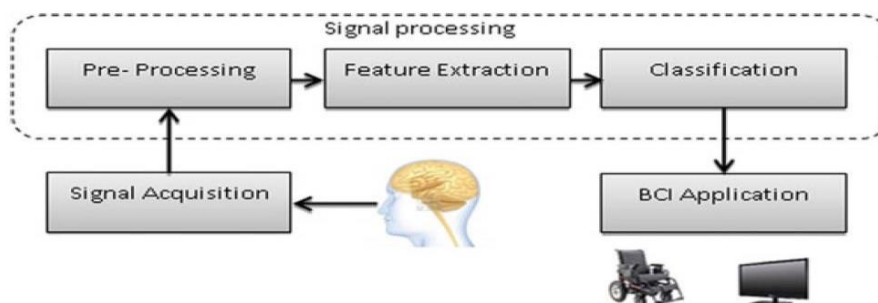 Signal processing
Pre- Processing
Feature Extraction
Classification
Signal Acquisition
BCI Application